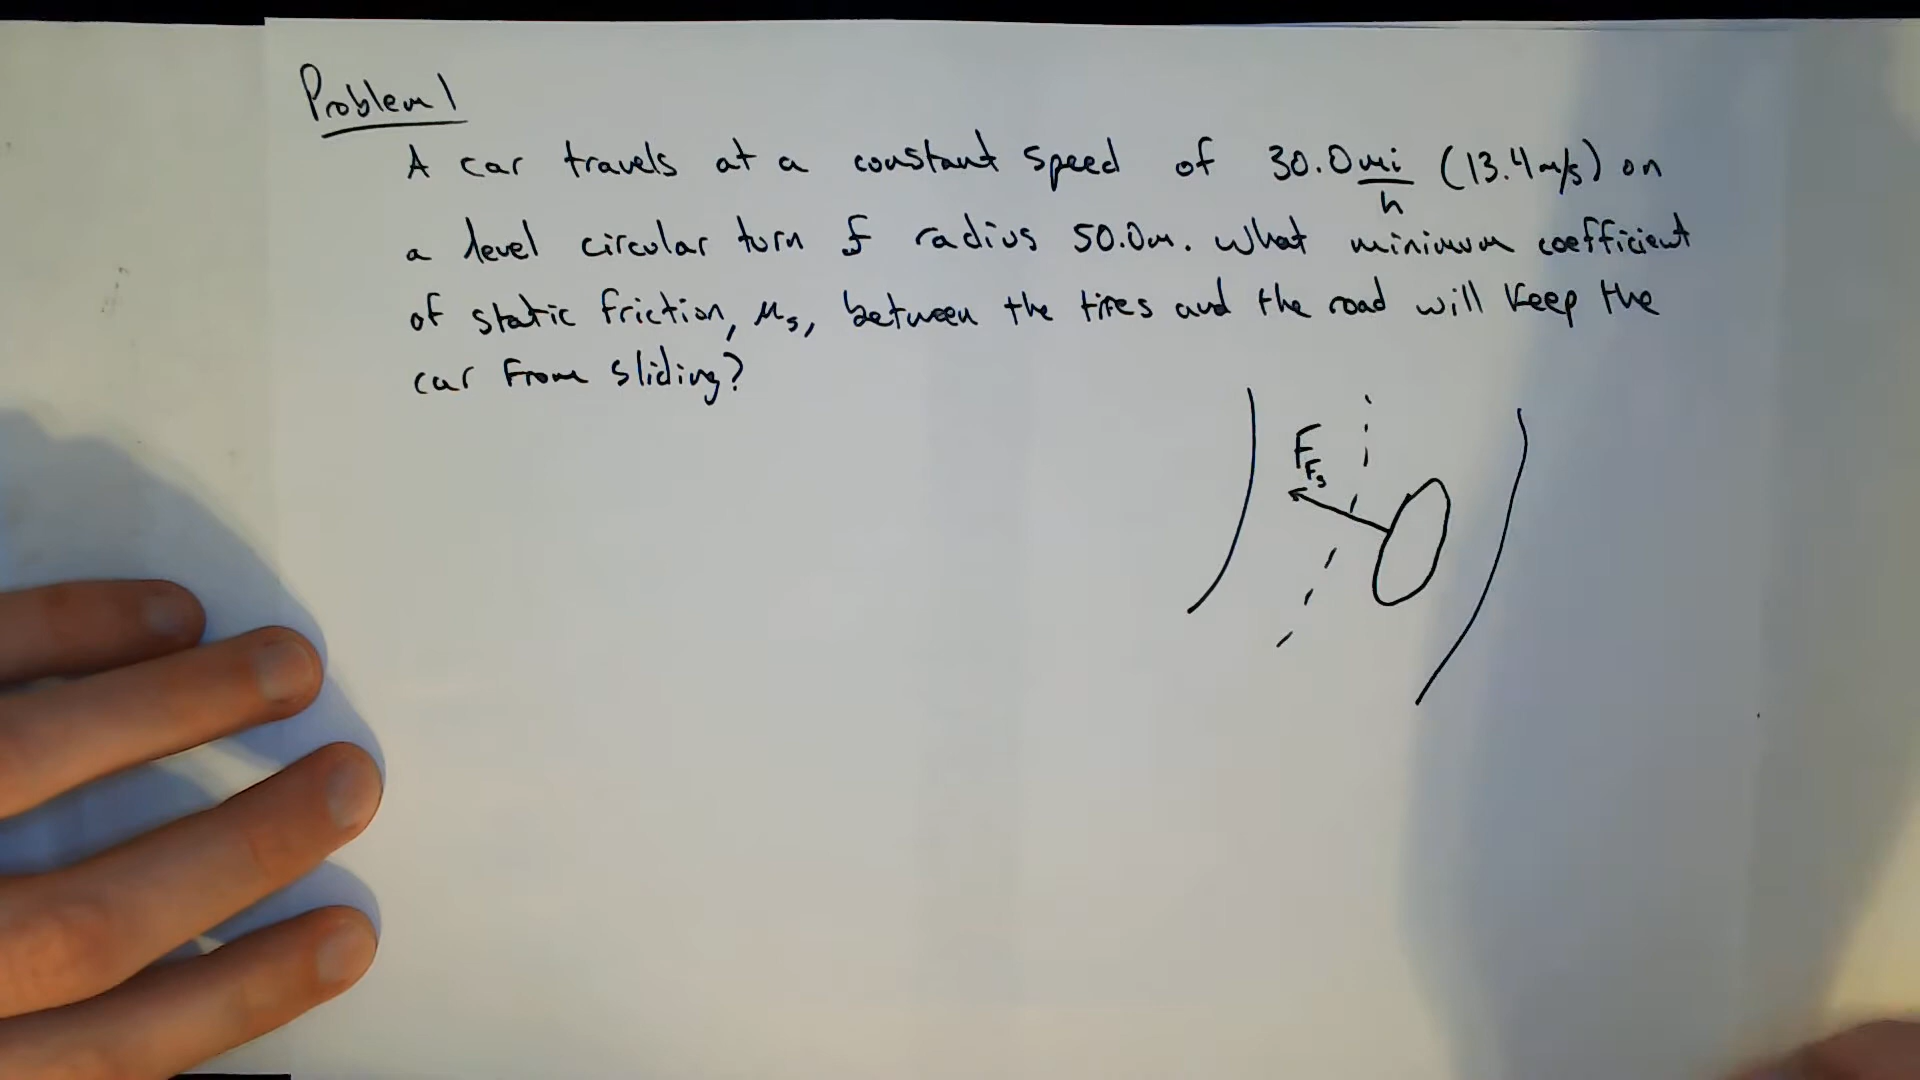 Problem 1
A car travels at a constant speed of 30.0 mi/h (13.4 m/s) on
a level circular turn of radius 50.0m. What minimum coefficient
of static friction, μs, between the tires and the road will keep the
car from sliding?
F_Fs